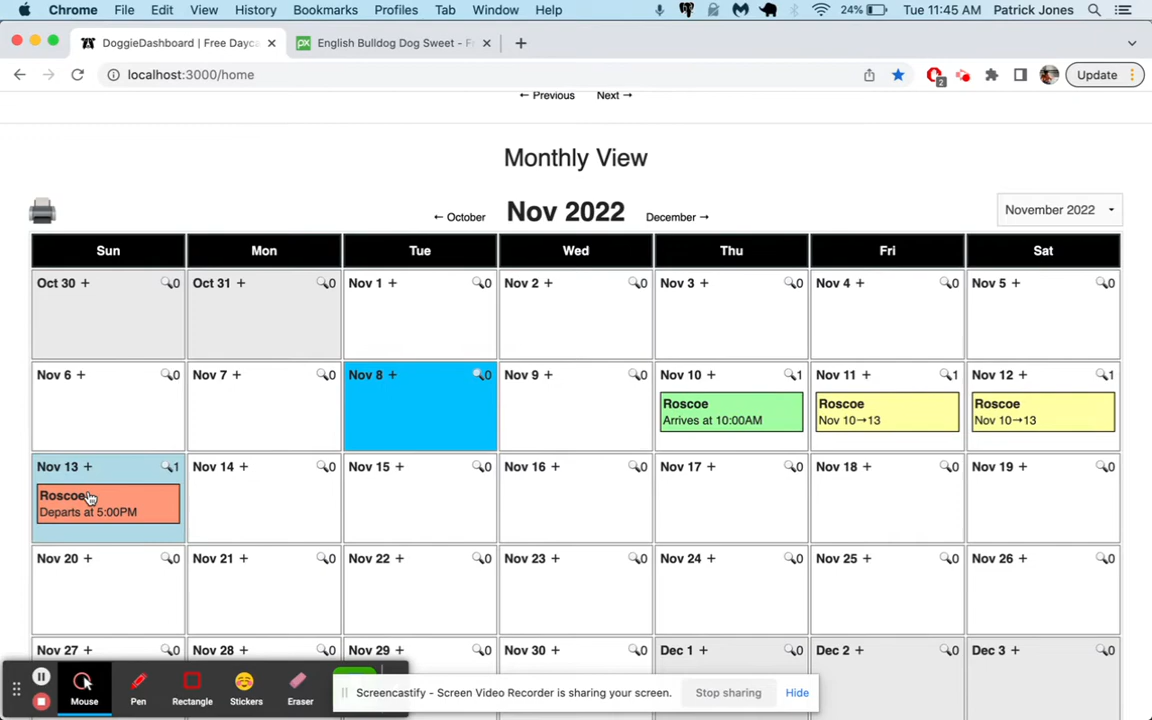 Chrome File Edit View History Bookmarks Profiles Tab Window Help 24% Tue 11:45 AM Patrick Jones
DoggieDashboard | Free Dayca English Bulldog Dog Sweet - F
localhost:3000/home 2 Update
← Previous Next →
Monthly View
← October Nov 2022 December → November 2022
Sun Mon Tue Wed Thu Fri Sat
Oct 30 + 0 Oct 31 + 0 Nov 1 + 0 Nov 2 + 0 Nov 3 + 0 Nov 4 + 0 Nov 5 + 0
Nov 6 + 0 Nov 7 + 0 Nov 8 + 0 Nov 9 + 0 Nov 10 + 1 Nov 11 + 1 Nov 12 + 1
Roscoe Roscoe Roscoe
Arrives at 10:00AM Nov 10→13 Nov 10→13
Nov 13 + 1 Nov 14 + 0 Nov 15 + 0 Nov 16 + 0 Nov 17 + 0 Nov 18 + 0 Nov 19 + 0
Roscoe
Departs at 5:00PM
Nov 20 + 0 Nov 21 + 0 Nov 22 + 0 Nov 23 + 0 Nov 24 + 0 Nov 25 + 0 Nov 26 + 0
Nov 27 + 0 Nov 28 + 0 Nov 29 + 0 Nov 30 + 0 Dec 1 + 0 Dec 2 + 0 Dec 3 + 0
Screencastify - Screen Video Recorder is sharing your screen. Stop sharing Hide
Mouse Pen Rectangle Stickers Eraser